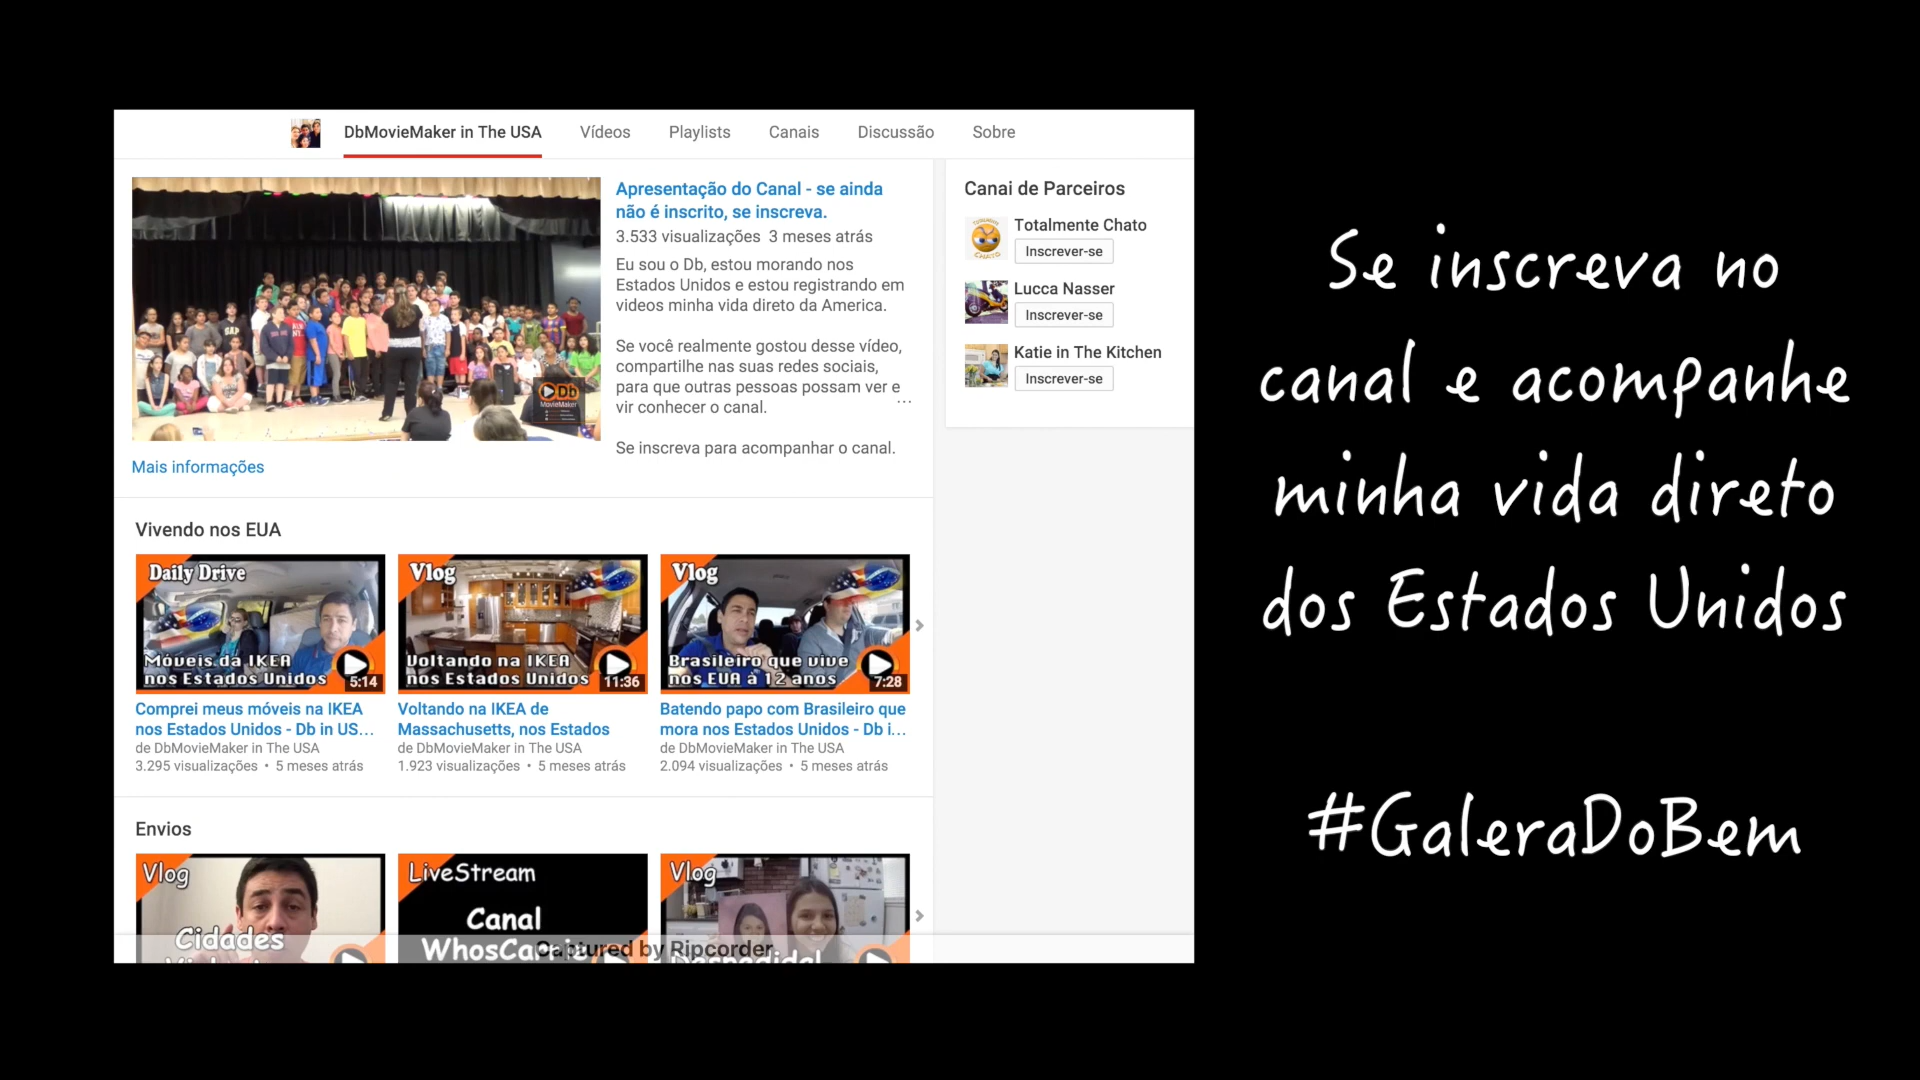 DbMovieMaker in The USA
Vídeos
Playlists
Canais
Discussão
Sobre
Apresentação do Canal - se ainda
não é inscrito, se inscreva.
3.533 visualizações 3 meses atrás
Eu sou o Db, estou morando nos
Estados Unidos e estou registrando em
videos minha vida direto da America.
Se você realmente gostou desse vídeo,
compartilhe nas suas redes sociais,
para que outras pessoas possam ver e
vir conhecer o canal.
...
Se inscreva para acompanhar o canal.
Db
MovieMaker
GAP
Mais informações
Canai de Parceiros
Totalmente Chato
Inscrever-se
Lucca Nasser
Inscrever-se
Katie in The Kitchen
Inscrever-se
Vivendo nos EUA
Daily Drive
Móveis da IKEA
nos Estados Unidos
5:14
Comprei meus móveis na IKEA
nos Estados Unidos - Db in US...
de DbMovieMaker in The USA
3.295 visualizações • 5 meses atrás
Vlog
Voltando na IKEA
nos Estados Unidos
11:36
Voltando na IKEA de
Massachusetts, nos Estados
de DbMovieMaker in The USA
1.923 visualizações • 5 meses atrás
Vlog
Brasileiro que vive
nos EUA à 12 anos
7:28
Batendo papo com Brasileiro que
mora nos Estados Unidos - Db i...
de DbMovieMaker in The USA
2.094 visualizações • 5 meses atrás
Envios
Vlog
Cidades
LiveStream
Canal
Vlog
Captured by Ripcorder
Se inscreva no
canal e acompanhe
minha vida direto
dos Estados Unidos
#GaleraDoBem